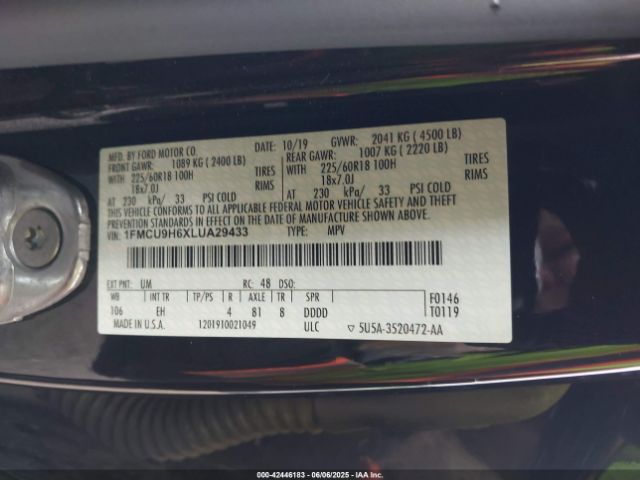 MFD. BY FORD MOTOR CO. DATE: 10/19 GVWR: 2041 KG ( 4500 LB)
FRONT GAWR: 1089 KG ( 2400 LB) REAR GAWR: 1007 KG ( 2220 LB)
WITH 225/60R18 100H TIRES WITH 225/60R18 100H TIRES
18x7.0J RIMS 18x7.0J RIMS
AT 230 kPa/ 33 PSI COLD AT 230 kPa/ 33 PSI COLD
THIS VEHICLE CONFORMS TO ALL APPLICABLE FEDERAL MOTOR VEHICLE SAFETY AND THEFT
PREVENTION STANDARDS IN EFFECT ON THE DATE OF MANUFACTURE SHOWN ABOVE.
VIN: 1FMCU9H6XLUA29433 TYPE: MPV
EXT PNT: UM RC: 48 DSO:
WB INT TR TP/PS R AXLE TR SPR F0146
106 EH 4 81 8 DDDD T0119
MADE IN U.S.A. 1201910021049 ULC ▽ 5U5A-3520472-AA
000-42446183 - 06/06/2025 - IAA Inc.